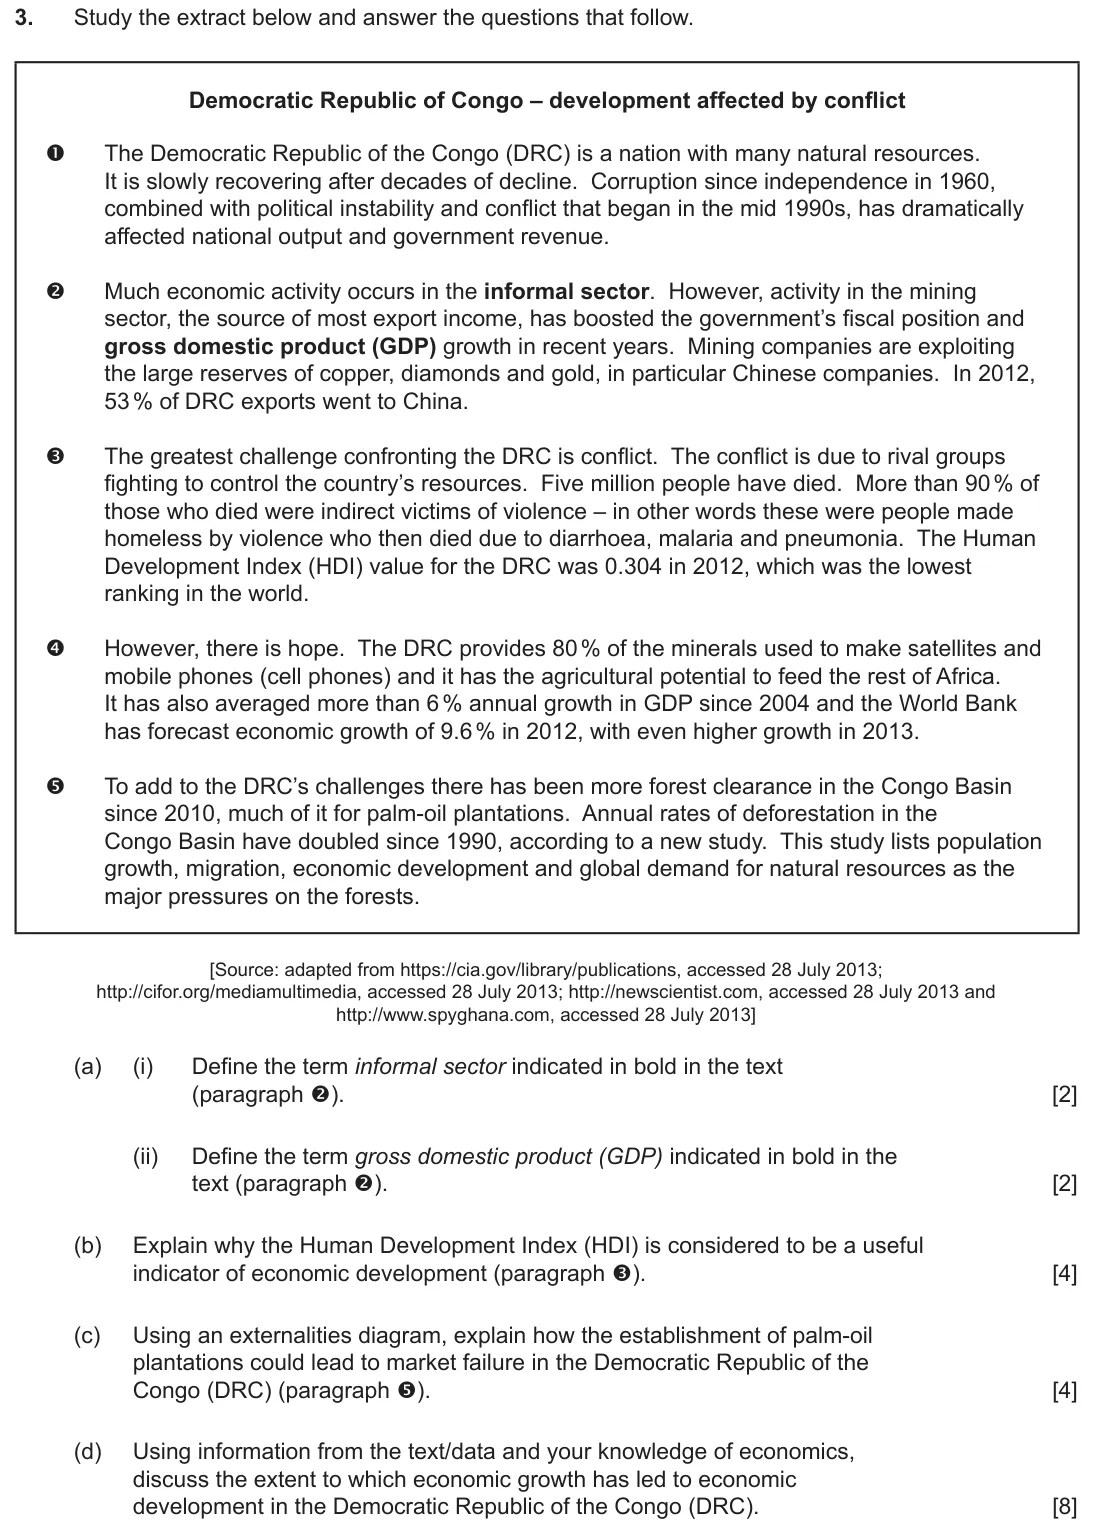 3. Study the extract below and answer the questions that follow.
Democratic Republic of Congo – development affected by conflict
❶ The Democratic Republic of the Congo (DRC) is a nation with many natural resources.
It is slowly recovering after decades of decline. Corruption since independence in 1960,
combined with political instability and conflict that began in the mid 1990s, has dramatically
affected national output and government revenue.
❷ Much economic activity occurs in the informal sector. However, activity in the mining
sector, the source of most export income, has boosted the government's fiscal position and
gross domestic product (GDP) growth in recent years. Mining companies are exploiting
the large reserves of copper, diamonds and gold, in particular Chinese companies. In 2012,
53 % of DRC exports went to China.
❸ The greatest challenge confronting the DRC is conflict. The conflict is due to rival groups
fighting to control the country's resources. Five million people have died. More than 90 % of
those who died were indirect victims of violence – in other words these were people made
homeless by violence who then died due to diarrhoea, malaria and pneumonia. The Human
Development Index (HDI) value for the DRC was 0.304 in 2012, which was the lowest
ranking in the world.
❹ However, there is hope. The DRC provides 80 % of the minerals used to make satellites and
mobile phones (cell phones) and it has the agricultural potential to feed the rest of Africa.
It has also averaged more than 6 % annual growth in GDP since 2004 and the World Bank
has forecast economic growth of 9.6 % in 2012, with even higher growth in 2013.
❺ To add to the DRC's challenges there has been more forest clearance in the Congo Basin
since 2010, much of it for palm-oil plantations. Annual rates of deforestation in the
Congo Basin have doubled since 1990, according to a new study. This study lists population
growth, migration, economic development and global demand for natural resources as the
major pressures on the forests.
[Source: adapted from https://cia.gov/library/publications, accessed 28 July 2013;
http://cifor.org/mediamultimedia, accessed 28 July 2013; http://newscientist.com, accessed 28 July 2013 and
http://www.spyghana.com, accessed 28 July 2013]
(a) (i) Define the term informal sector indicated in bold in the text
(paragraph ❷). [2]
(ii) Define the term gross domestic product (GDP) indicated in bold in the
text (paragraph ❷). [2]
(b) Explain why the Human Development Index (HDI) is considered to be a useful
indicator of economic development (paragraph ❸). [4]
(c) Using an externalities diagram, explain how the establishment of palm-oil
plantations could lead to market failure in the Democratic Republic of the
Congo (DRC) (paragraph ❺). [4]
(d) Using information from the text/data and your knowledge of economics,
discuss the extent to which economic growth has led to economic
development in the Democratic Republic of the Congo (DRC). [8]